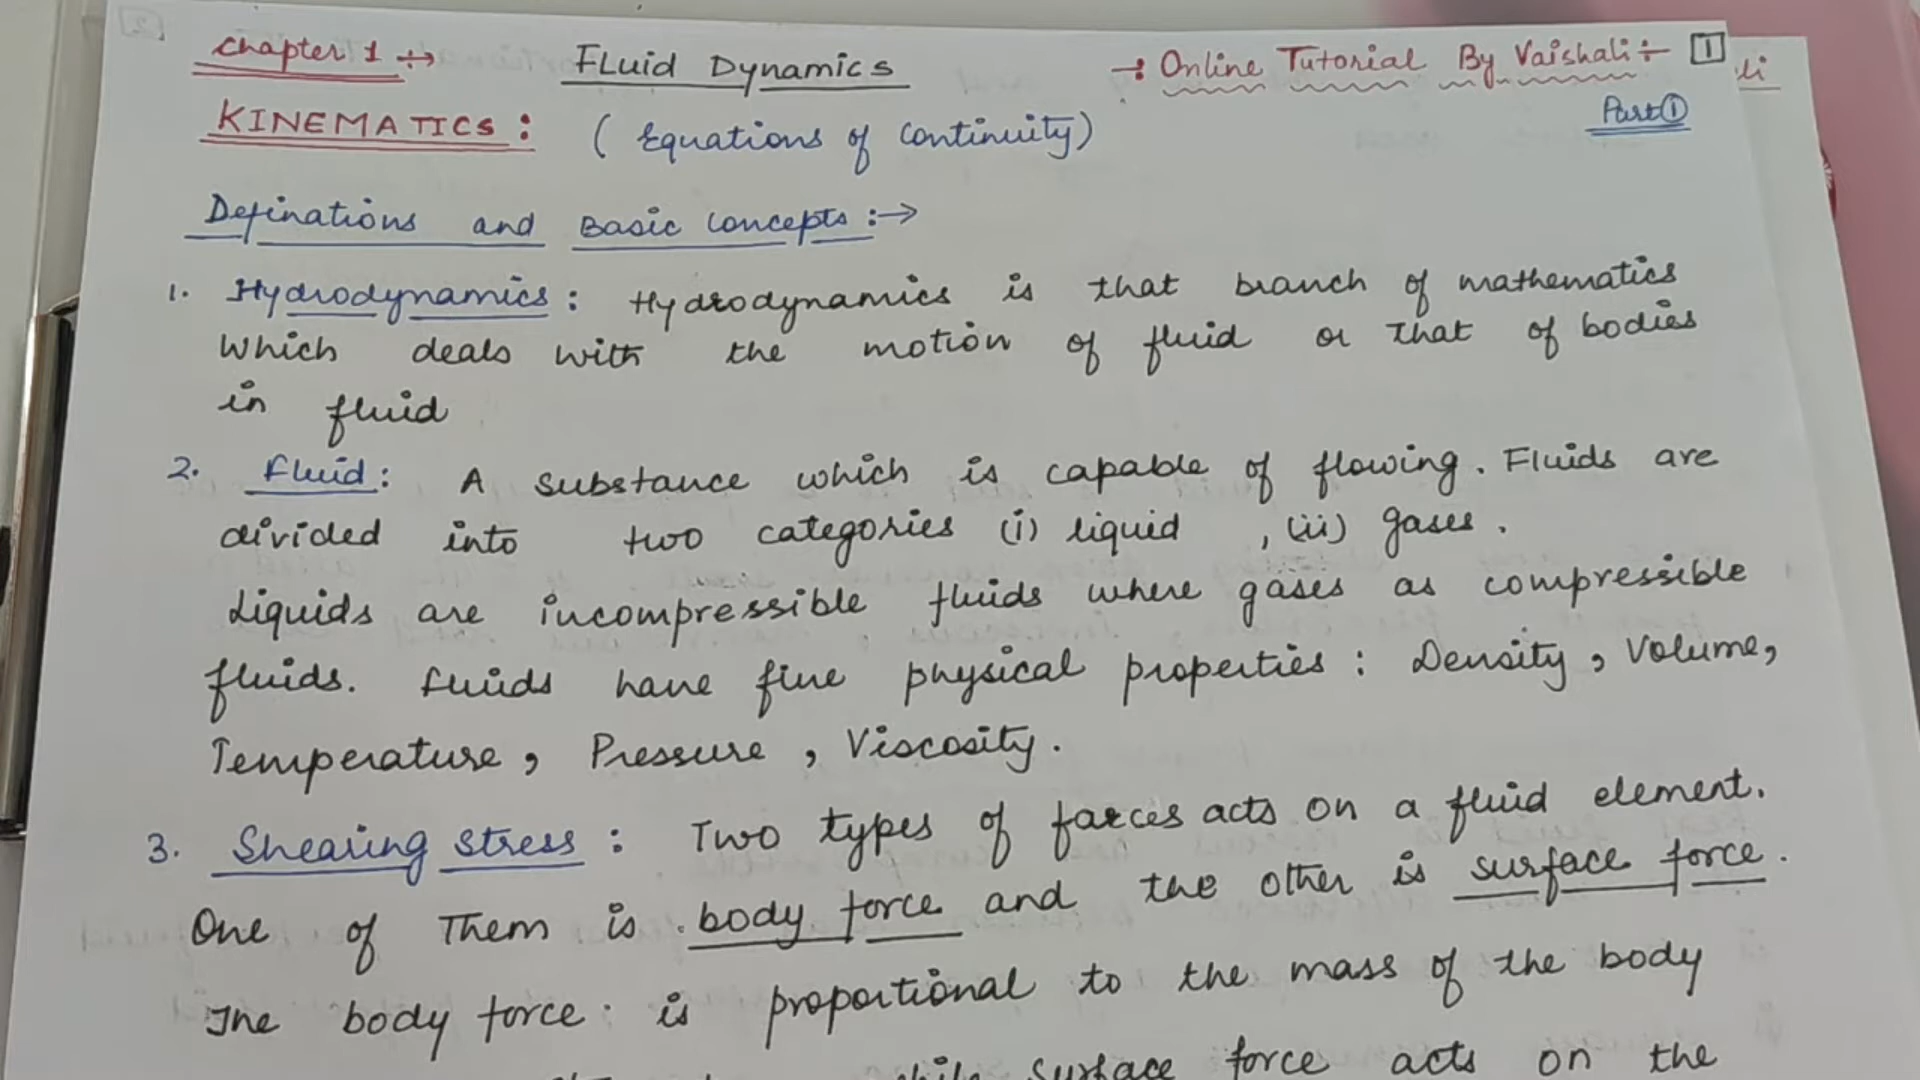 Chapter 1 → FLuid Dynamics → Online Tutorial By Vaishali÷ 1
Part ①
KINEMATICS: ( Equations of Continuity)
Definations and Basic Concepts :→
1. Hydrodynamics : Hydrodynamics is that branch of mathematics
Which deals with the motion of fluid or that of bodies
in fluid
2. Fluid : A substance which is capable of flowing. Fluids are
divided into two categories (i) liquid , (ii) gases .
Liquids are incompressible fluids where gases as compressible
fluids. fluids have five physical properties : Density, Volume,
Temperature, Pressure , Viscosity .
3. Shearing stress : Two types of forces acts on a fluid element.
One of Them is body force and the other is surface force .
The body force is proportional to the mass of the body
surface force acts on the